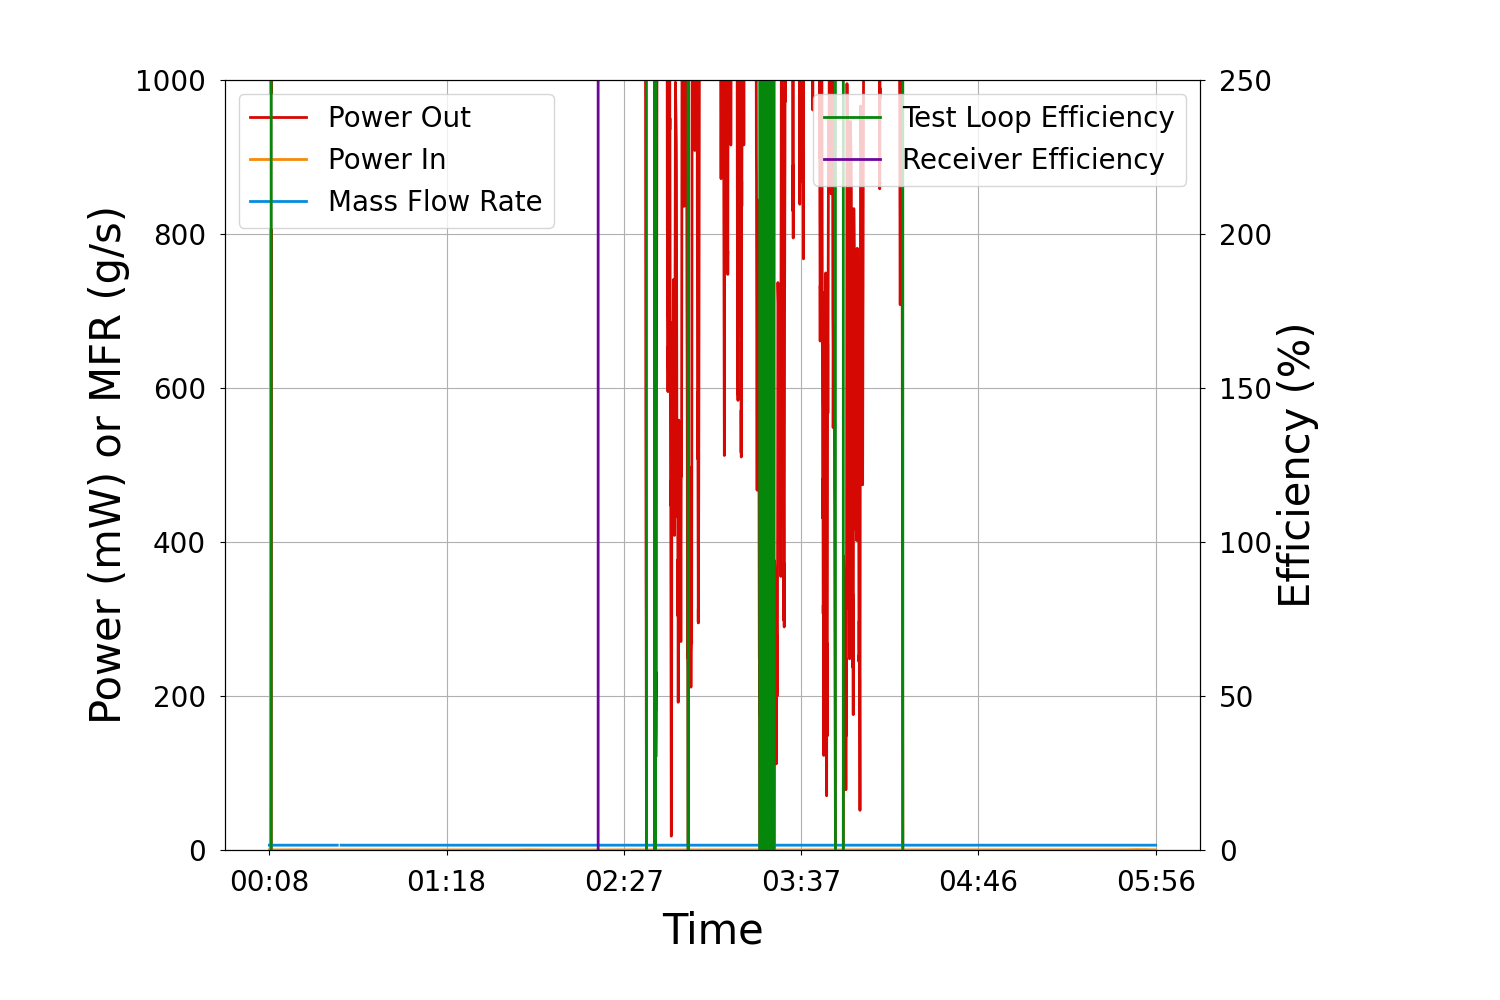 1000
800
600
400
200
0
Power (mW) or MFR (g/s)
Power Out
Power In
Mass Flow Rate
Test Loop Efficiency
Receiver Efficiency
250
200
150
100
50
0
Efficiency (%)
00:08 01:18 02:27 03:37 04:46 05:56
Time